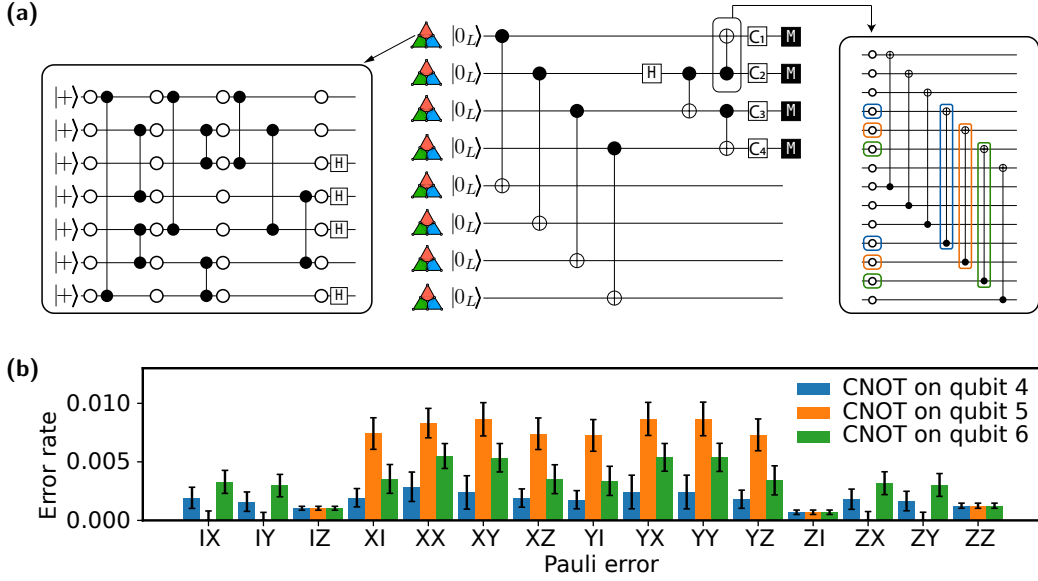 (a)
|0_L⟩ C₁ M
|0_L⟩ H C₂ M
|0_L⟩ C₃ M
|0_L⟩ C₄ M
|0_L⟩
|0_L⟩
|0_L⟩
|0_L⟩
|+⟩
|+⟩
|+⟩ H
|+⟩ H
|+⟩ H
|+⟩
|+⟩ H
(b)
Error rate
0.010
0.005
0.000
CNOT on qubit 4
CNOT on qubit 5
CNOT on qubit 6
IX IY IZ XI XX XY XZ YI YX YY YZ ZI ZX ZY ZZ
Pauli error